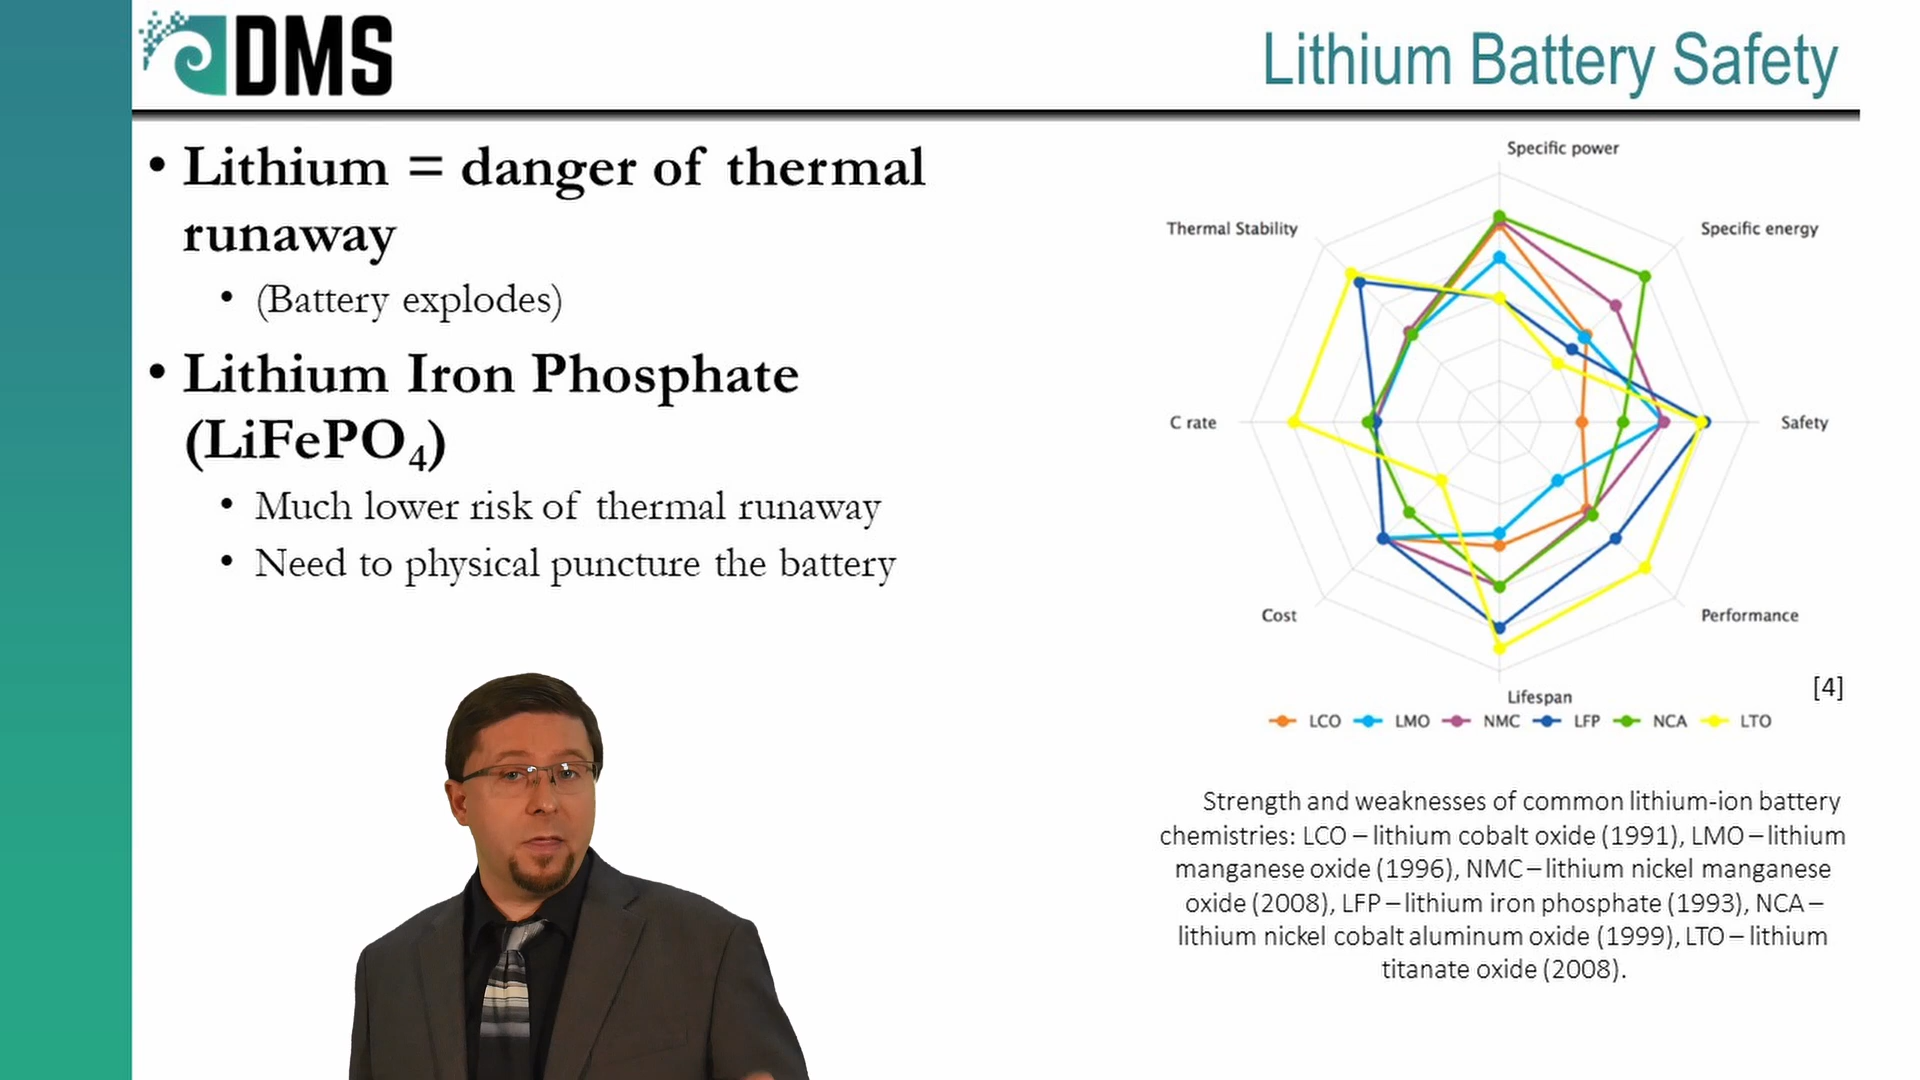 DMS
Lithium Battery Safety
• Lithium = danger of thermal
runaway
• (Battery explodes)
• Lithium Iron Phosphate
(LiFePO₄)
• Much lower risk of thermal runaway
• Need to physical puncture the battery
Specific power
Thermal Stability
Specific energy
C rate
Safety
Cost
Performance
Lifespan
[4]
LCO LMO NMC LFP NCA LTO
Strength and weaknesses of common lithium-ion battery
chemistries: LCO – lithium cobalt oxide (1991), LMO – lithium
manganese oxide (1996), NMC – lithium nickel manganese
oxide (2008), LFP – lithium iron phosphate (1993), NCA –
lithium nickel cobalt aluminum oxide (1999), LTO – lithium
titanate oxide (2008).